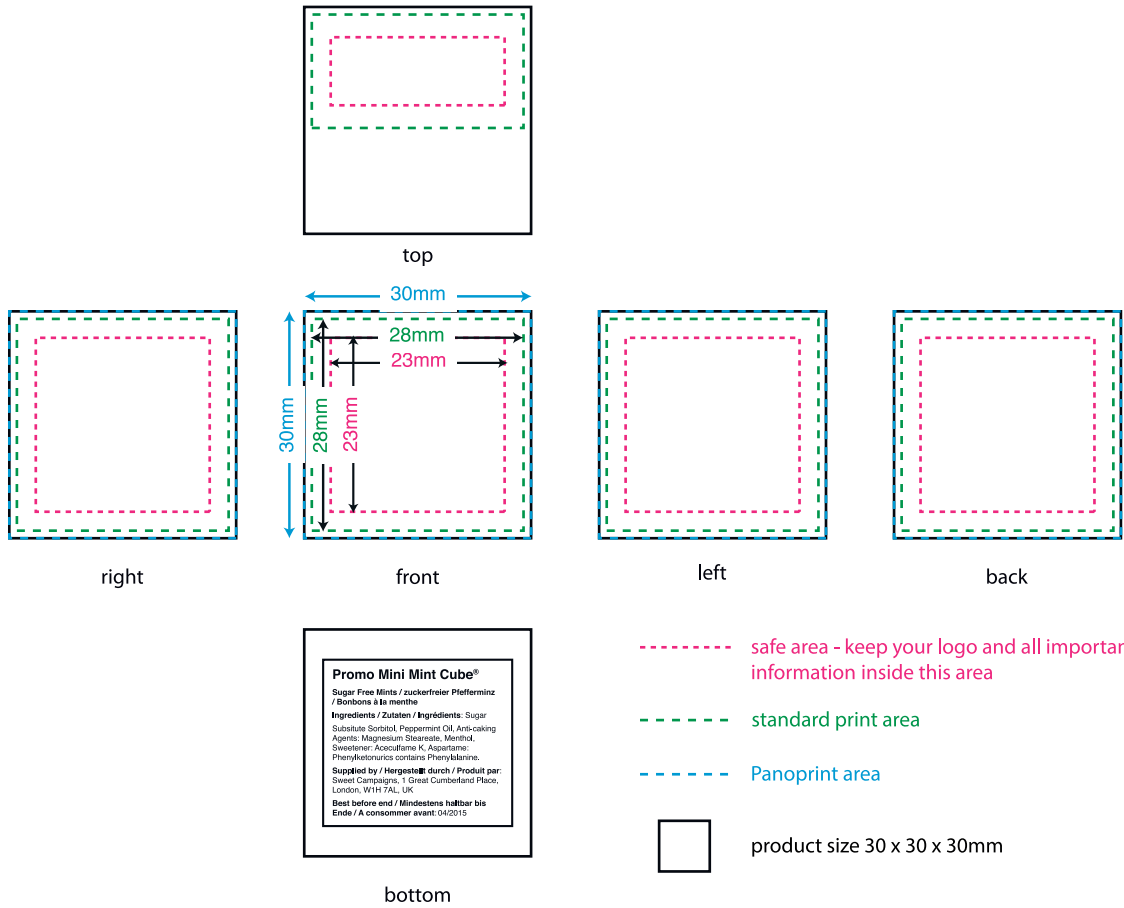 top
30mm
28mm
23mm
30mm
28mm
23mm
right
front
left
back
Promo Mini Mint Cube®
Sugar Free Mints / zuckerfreier Pfefferminz
/ Bonbons à la menthe
Ingredients / Zutaten / Ingrédients: Sugar
Subsitute Sorbitol, Peppermint Oil, Anti-caking
Agents: Magnesium Steareate, Menthol,
Sweetener: Aceculfame K, Aspartame:
Phenylketonurics contains Phenylalanine.
Supplied by / Hergestellt durch / Produit par:
Sweet Campaigns, 1 Great Cumberland Place,
London, W1H 7AL, UK
Best before end / Mindestens haltbar bis
Ende / A consommer avant: 04/2015
bottom
safe area - keep your logo and all importar
information inside this area
standard print area
Panoprint area
product size 30 x 30 x 30mm